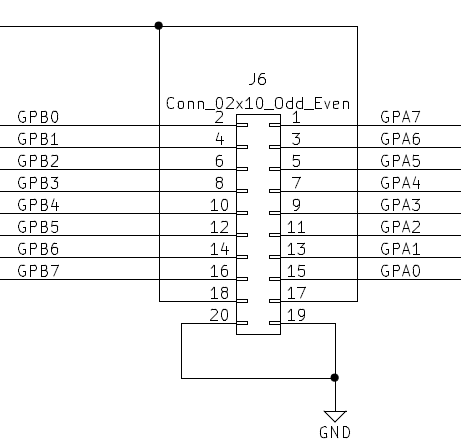 J6
Conn_02x10_Odd_Even
GPB0 2 1 GPA7
GPB1 4 3 GPA6
GPB2 6 5 GPA5
GPB3 8 7 GPA4
GPB4 10 9 GPA3
GPB5 12 11 GPA2
GPB6 14 13 GPA1
GPB7 16 15 GPA0
18 17
20 19
GND